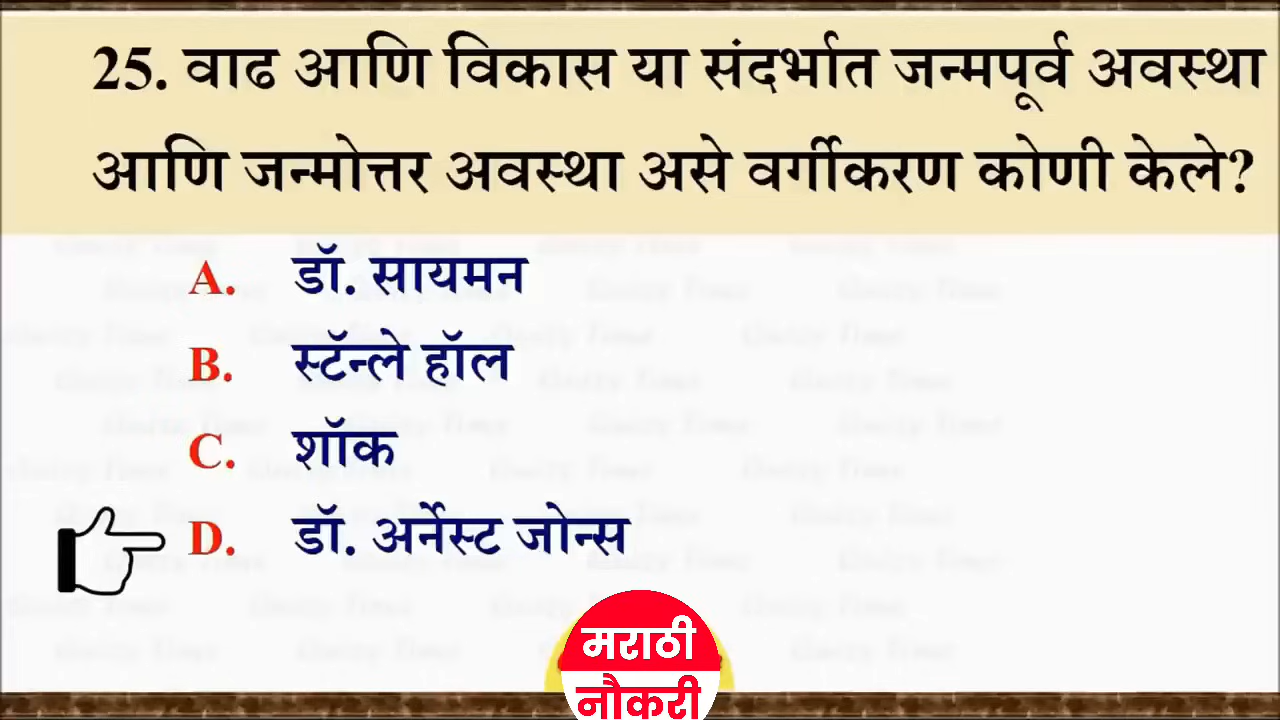 25. वाढ आणि विकास या संदर्भात जन्मपूर्व अवस्था
आणि जन्मोत्तर अवस्था असे वर्गीकरण कोणी केले?
A. डॉ. सायमन
B. स्टॅन्ले हॉल
C. शॉक
D. डॉ. अर्नेस्ट जोन्स
मराठी
नौकरी